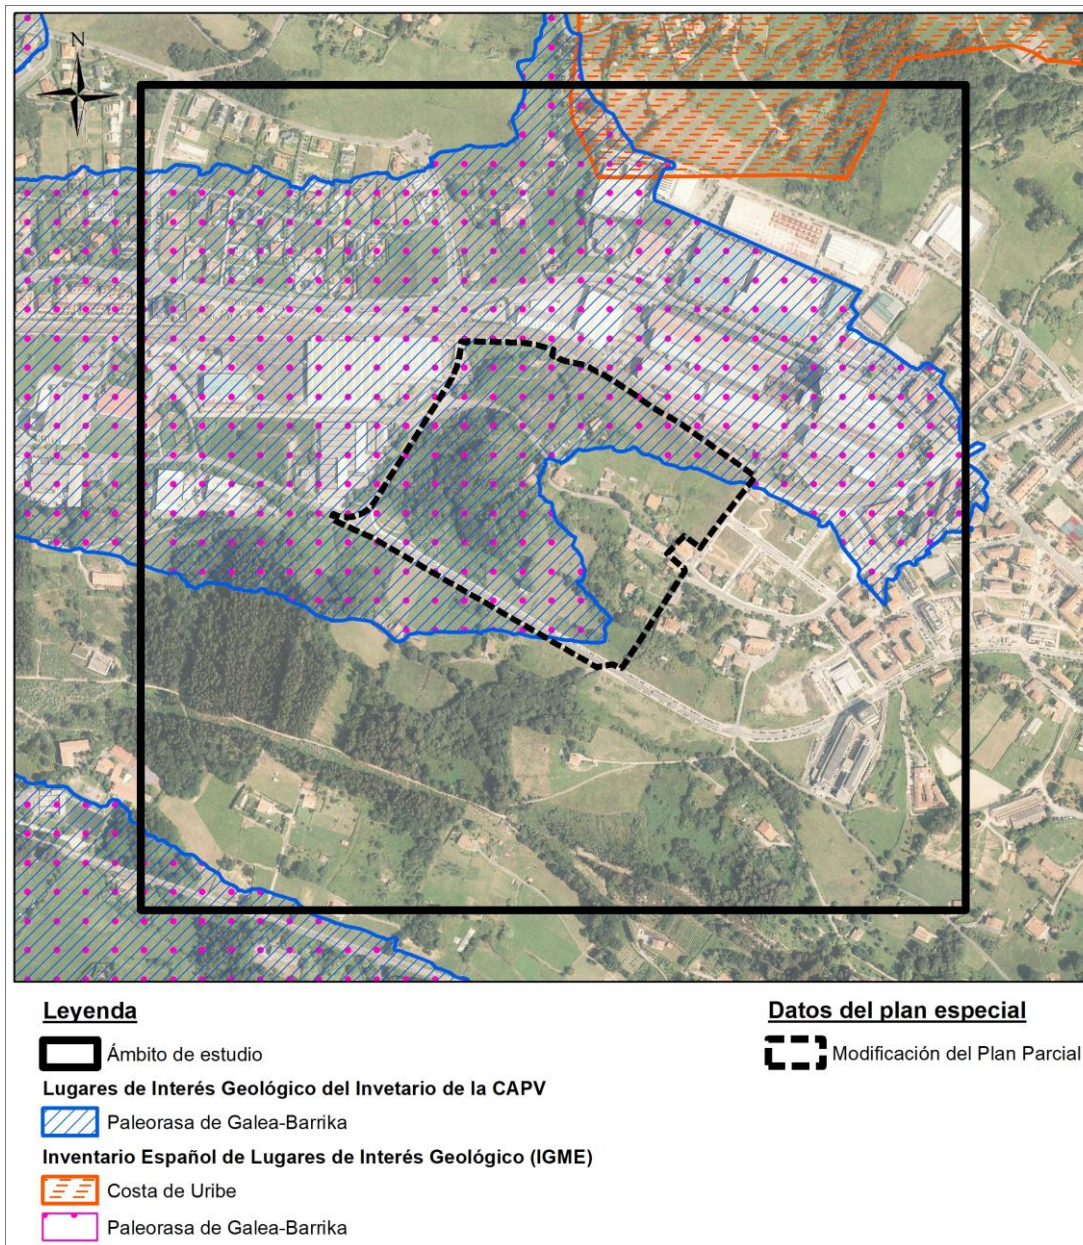 N
Leyenda
Ámbito de estudio
Lugares de Interés Geológico del Invetario de la CAPV
Paleorasa de Galea-Barrika
Inventario Español de Lugares de Interés Geológico (IGME)
Costa de Uribe
Paleorasa de Galea-Barrika
Datos del plan especial
Modificación del Plan Parcial